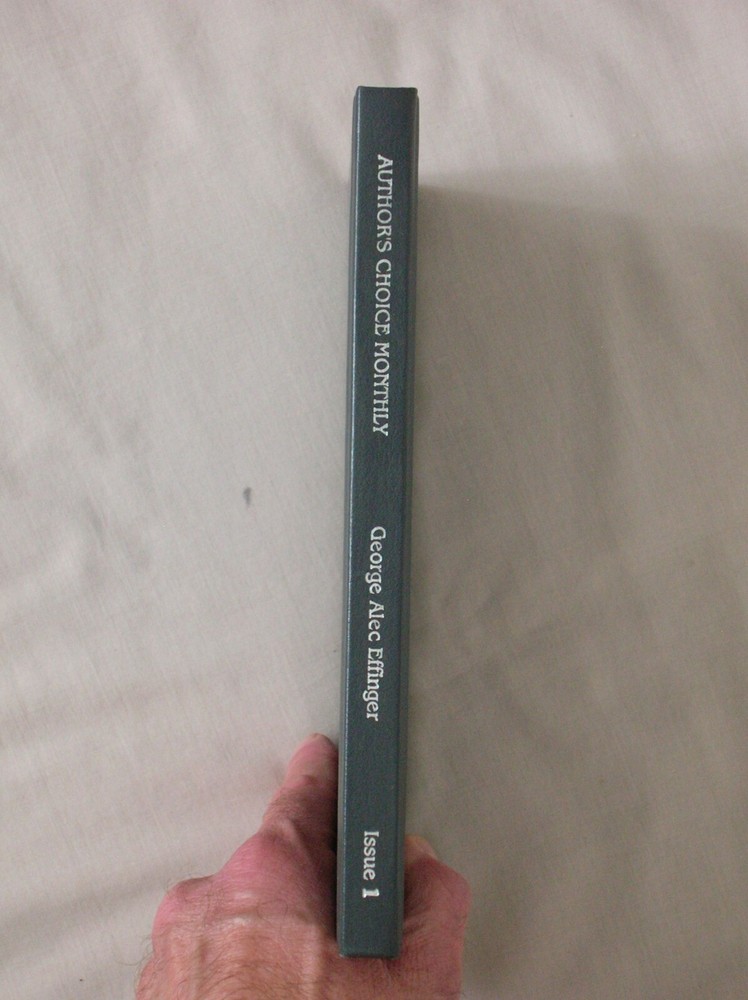 AUTHOR'S CHOICE MONTHLY
George Alec Effinger
Issue 1